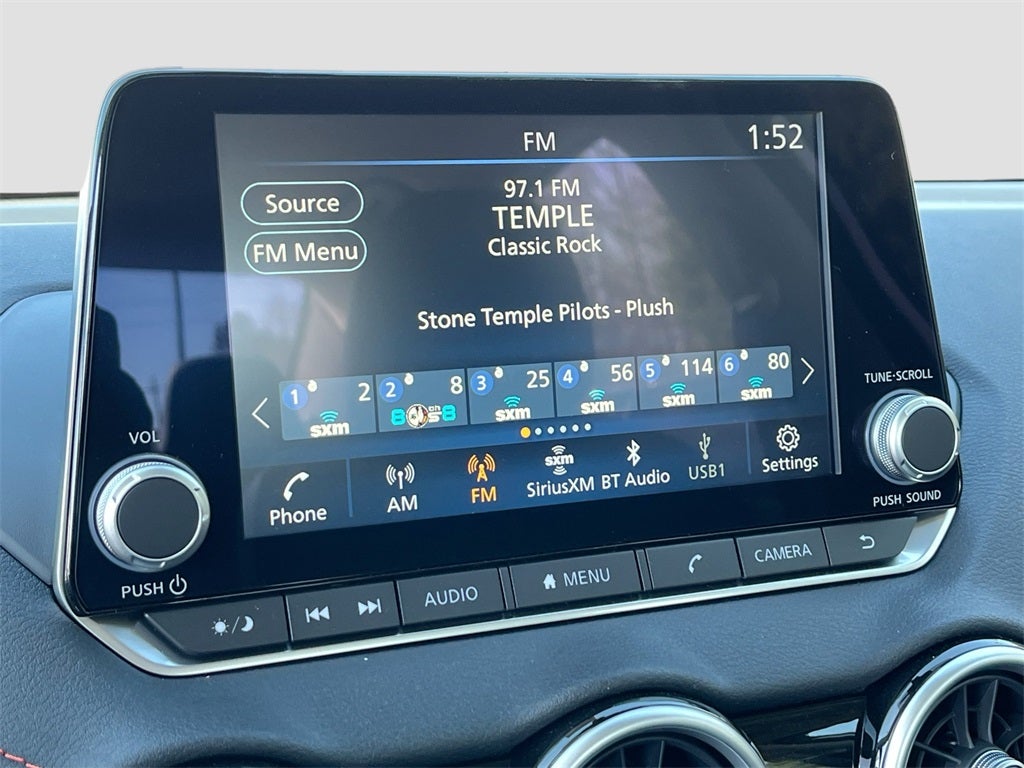 FM
1:52
Source
FM Menu
97.1 FM
TEMPLE
Classic Rock
Stone Temple Pilots - Plush
1 2 sxm
2 8
3 25 sxm
4 56 sxm
5 114 sxm
6 80 sxm
Phone
AM
FM
sxm
SiriusXM
BT Audio
USB1
Settings
VOL
PUSH
TUNE·SCROLL
PUSH SOUND
AUDIO
MENU
CAMERA